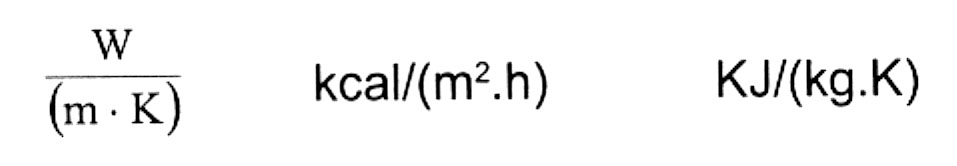 W
(m · K)
kcal/(m².h)
KJ/(kg.K)